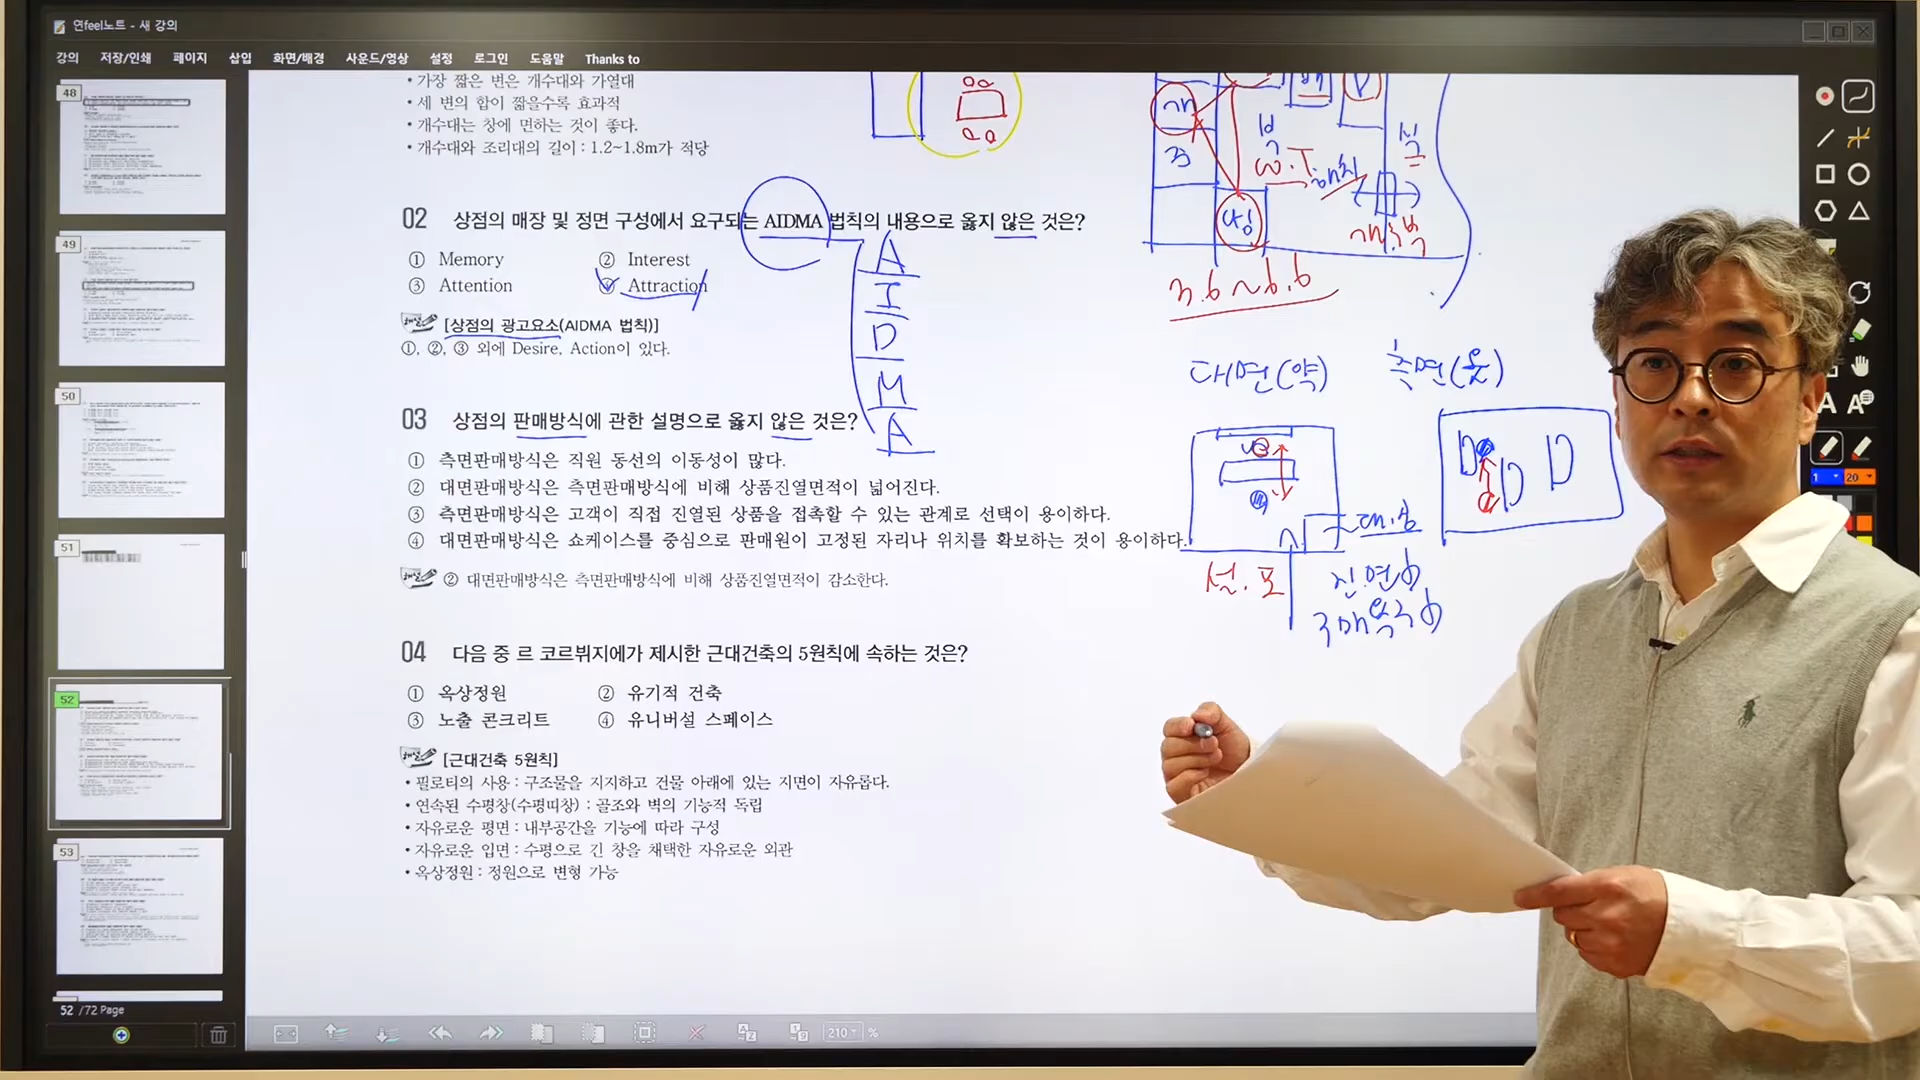 연feel노트 - 새 강의
강의 저장/인쇄 페이지 삽입 화면/배경 사운드/영상 설정 로그인 도움말 Thanks to
48
49
50
51
52
53
52 /72 Page
• 가장 짧은 변은 개수대와 가열대
• 세 변의 합이 짧을수록 효과적
• 개수대는 창에 면하는 것이 좋다.
• 개수대와 조리대의 길이 : 1.2~1.8m가 적당
02 상점의 매장 및 정면 구성에서 요구되는 AIDMA 법칙의 내용으로 옳지 않은 것은?
① Memory ② Interest
③ Attention ④ Attraction
해설 [상점의 광고요소(AIDMA 법칙)]
①, ②, ③ 외에 Desire, Action이 있다.
A
I
D
M
A
03 상점의 판매방식에 관한 설명으로 옳지 않은 것은?
① 측면판매방식은 직원 동선의 이동성이 많다.
② 대면판매방식은 측면판매방식에 비해 상품진열면적이 넓어진다.
③ 측면판매방식은 고객이 직접 진열된 상품을 접촉할 수 있는 관계로 선택이 용이하다.
④ 대면판매방식은 쇼케이스를 중심으로 판매원이 고정된 자리나 위치를 확보하는 것이 용이하다.
해설 ② 대면판매방식은 측면판매방식에 비해 상품진열면적이 감소한다.
04 다음 중 르 코르뷔지에가 제시한 근대건축의 5원칙에 속하는 것은?
① 옥상정원 ② 유기적 건축
③ 노출 콘크리트 ④ 유니버설 스페이스
해설 [근대건축 5원칙]
• 필로티의 사용 : 구조물을 지지하고 건물 아래에 있는 지면이 자유롭다.
• 연속된 수평창(수평띠창) : 골조와 벽의 기능적 독립
• 자유로운 평면 : 내부공간을 기능에 따라 구성
• 자유로운 입면 : 수평으로 긴 창을 채택한 자유로운 외관
• 옥상정원 : 정원으로 변형 가능
W.T.
해치
냉
3.6~6.6
대면(약) 측면(옷)
설.포
210 %
1 20